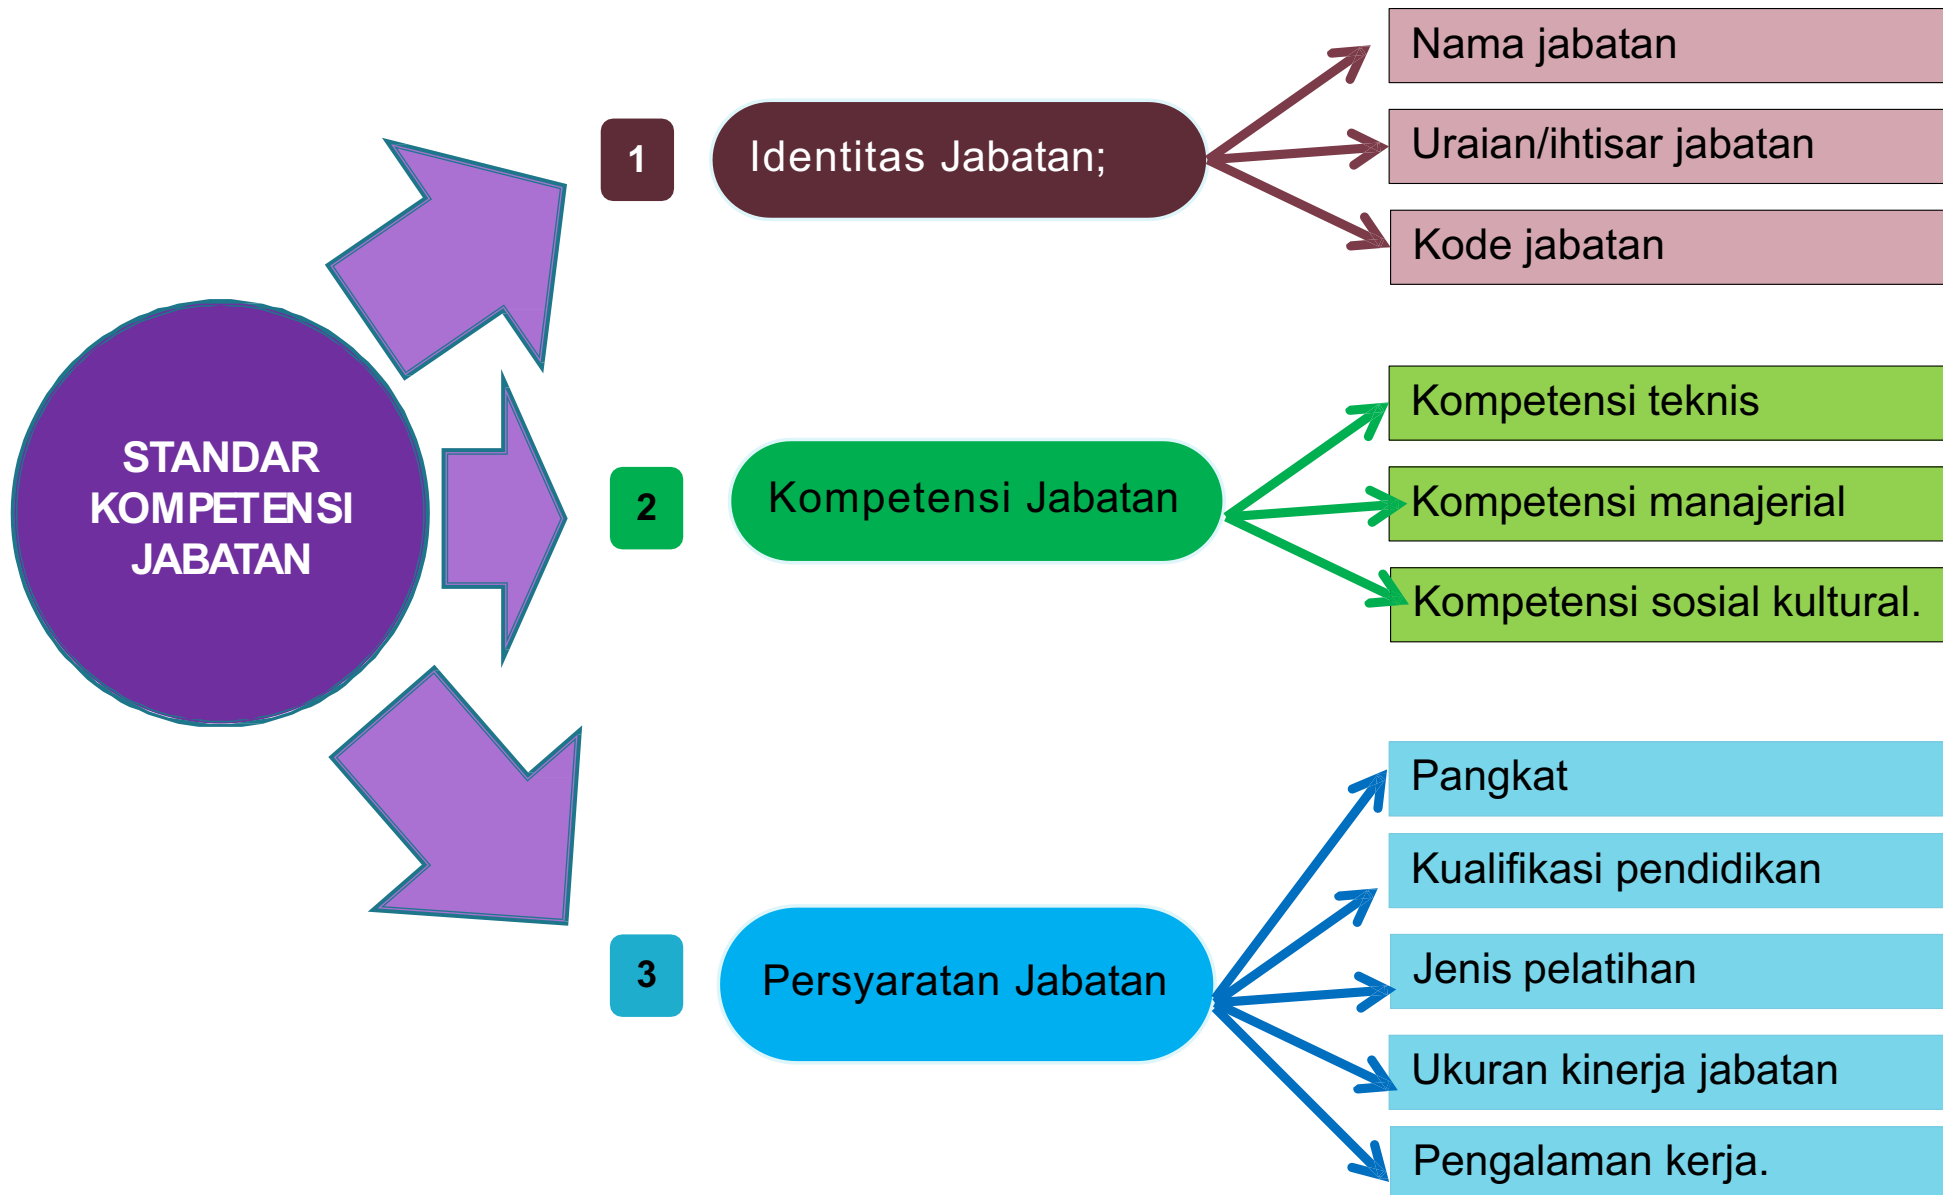 STANDAR
KOMPETENSI
JABATAN
1
Identitas Jabatan;
Nama jabatan
Uraian/ihtisar jabatan
Kode jabatan
2
Kompetensi Jabatan
Kompetensi teknis
Kompetensi manajerial
Kompetensi sosial kultural.
3
Persyaratan Jabatan
Pangkat
Kualifikasi pendidikan
Jenis pelatihan
Ukuran kinerja jabatan
Pengalaman kerja.